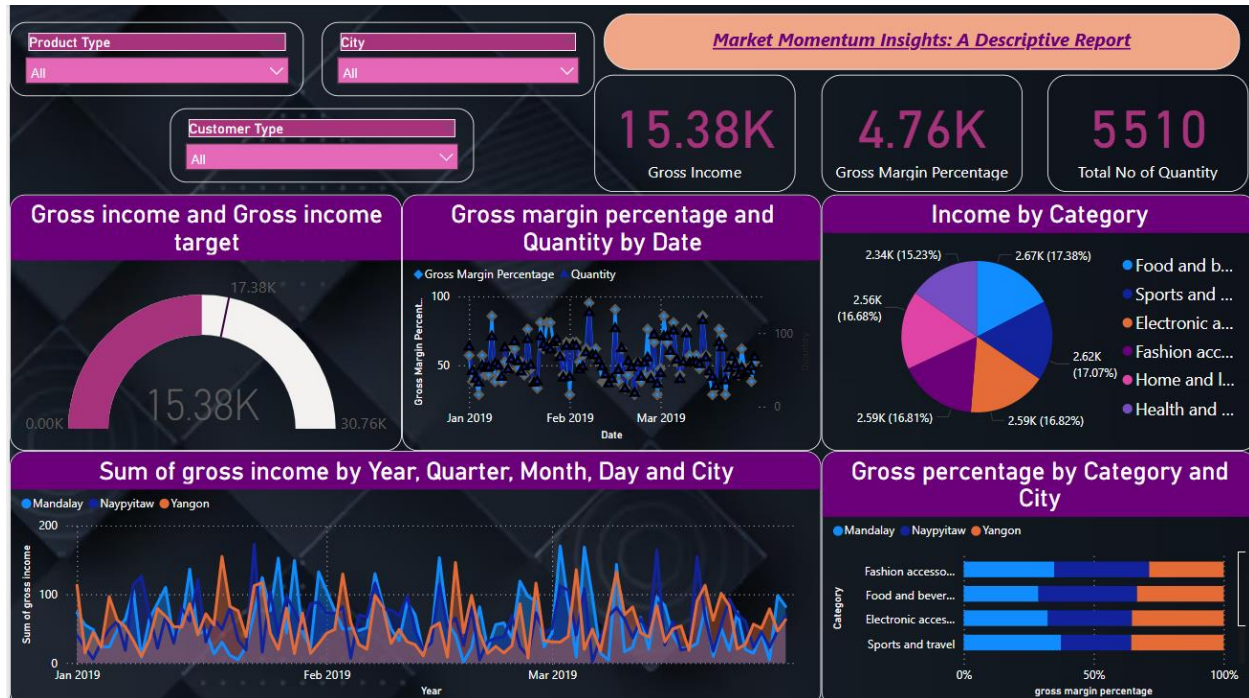 Product Type
All
City
All
Customer Type
All
Market Momentum Insights: A Descriptive Report
15.38K
Gross Income
4.76K
Gross Margin Percentage
5510
Total No of Quantity
Gross income and Gross income
target
17.38K
15.38K
0.00K
30.76K
Gross margin percentage and
Quantity by Date
Gross Margin Percentage
Quantity
Gross Margin Percent...
100
50
100
0
Quantity
Jan 2019
Feb 2019
Mar 2019
Date
Income by Category
2.34K (15.23%)
2.67K (17.38%)
2.56K
(16.68%)
2.62K
(17.07%)
2.59K (16.81%)
2.59K (16.82%)
Food and b...
Sports and ...
Electronic a...
Fashion acc...
Home and l...
Health and ...
Sum of gross income by Year, Quarter, Month, Day and City
Mandalay
Naypyitaw
Yangon
Sum of gross income
200
100
0
Jan 2019
Feb 2019
Mar 2019
Year
Gross percentage by Category and
City
Mandalay
Naypyitaw
Yangon
Category
Fashion accesso...
Food and bever...
Electronic acces...
Sports and travel
0%
50%
100%
gross margin percentage